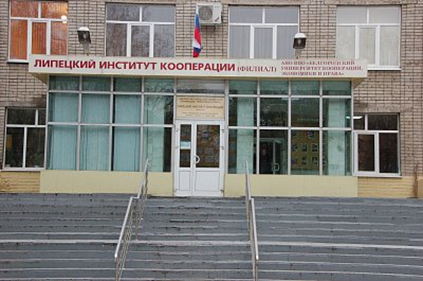 ЛИПЕЦКИЙ ИНСТИТУТ КООПЕРАЦИИ (ФИЛИАЛ)
АНО ВПО «БЕЛГОРОДСКИЙ
УНИВЕРСИТЕТ КООПЕРАЦИИ,
ЭКОНОМИКИ И ПРАВА»